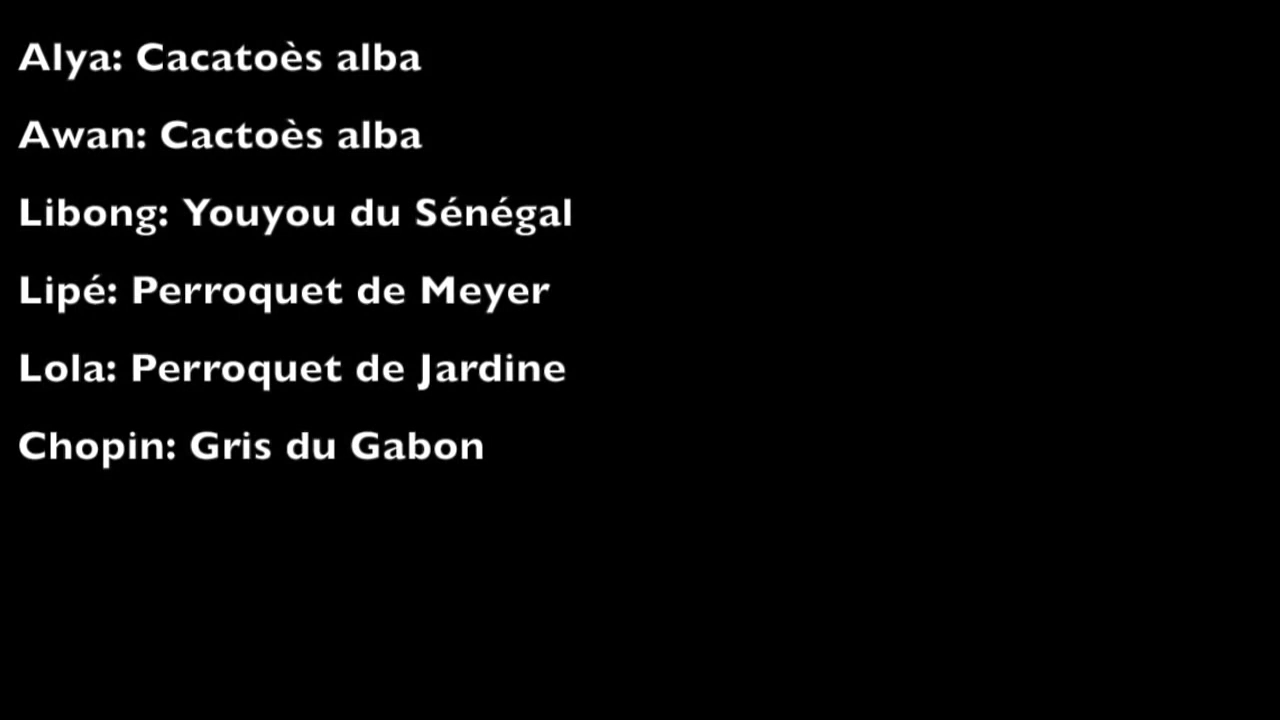 Alya: Cacatoès alba
Awan: Cactoès alba
Libong: Youyou du Sénégal
Lipé: Perroquet de Meyer
Lola: Perroquet de Jardine
Chopin: Gris du Gabon